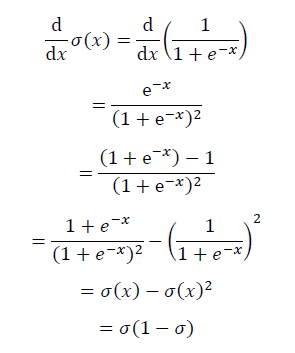 d/dx σ(x) = d/dx (1/(1 + e⁻ˣ))
= e⁻ˣ/(1 + e⁻ˣ)²
= ((1 + e⁻ˣ) − 1)/(1 + e⁻ˣ)²
= (1 + e⁻ˣ)/(1 + e⁻ˣ)² − (1/(1 + e⁻ˣ))²
= σ(x) − σ(x)²
= σ(1 − σ)